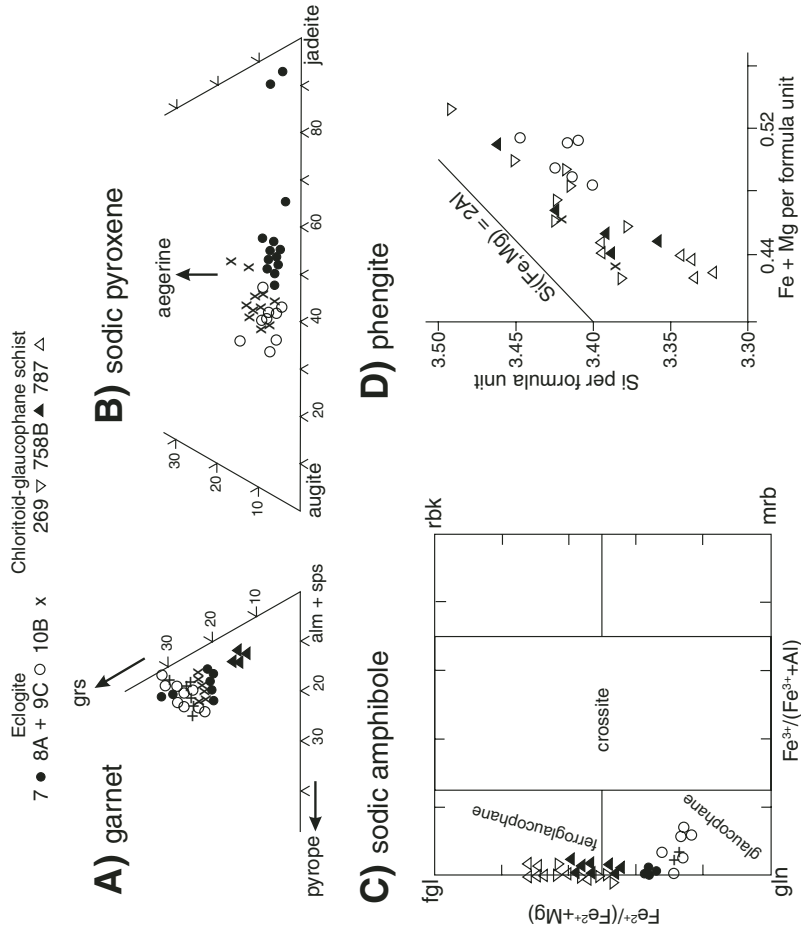 Eclogite
7 ● 8A + 9C ○ 10B x
Chloritoid-glaucophane schist
269 ▽ 758B ▲ 787 △
A) garnet
grs
30
20
10
alm + sps
20
30
pyrope
B) sodic pyroxene
aegerine
30
20
10
30
20
10
augite
20
40
60
80
jadeite
C) sodic amphibole
fgl
rbk
Fe2+/(Fe2++Mg)
ferroglaucophane
crossite
glaucophane
gln
mrb
Fe3+/(Fe3++Al)
D) phengite
3.50
3.45
3.40
3.35
3.30
Si per formula unit
Si(Fe,Mg) = 2Al
0.44
0.52
Fe + Mg per formula unit